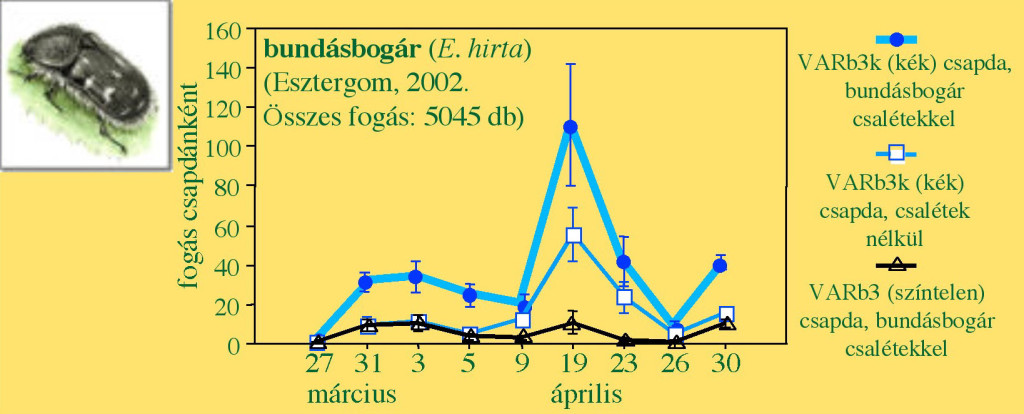 bundásbogár (E. hirta)
(Esztergom, 2002.
Összes fogás: 5045 db)
fogás csapdánként
160
140
120
100
80
60
40
20
0
27 31 3 5 9 19 23 26 30
március április
VARb3k (kék) csapda,
bundásbogár
csalétekkel
VARb3k (kék)
csapda, csalétek
nélkül
VARb3 (színtelen)
csapda, bundásbogár
csalétekkel